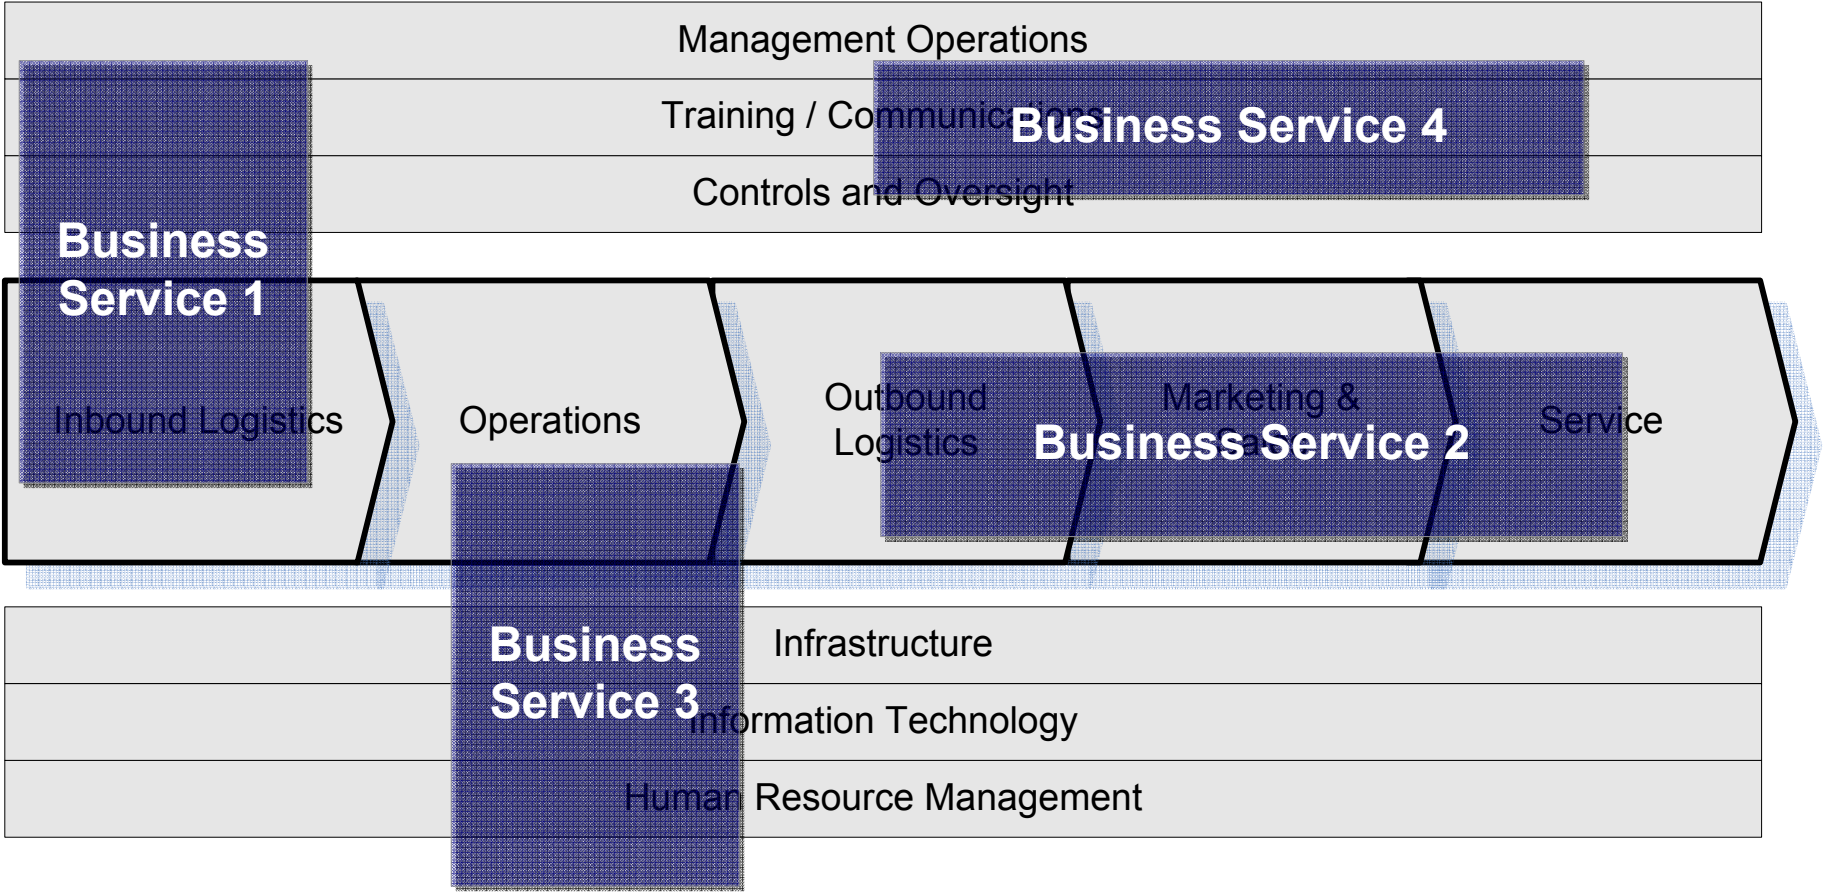 Management Operations
Training / Communications
Business Service 4
Controls and Oversight
Business
Service 1
Inbound Logistics
Operations
Outbound
Logistics
Marketing &
Business Service 2
Service
Business
Service 3
Infrastructure
Information Technology
Human Resource Management